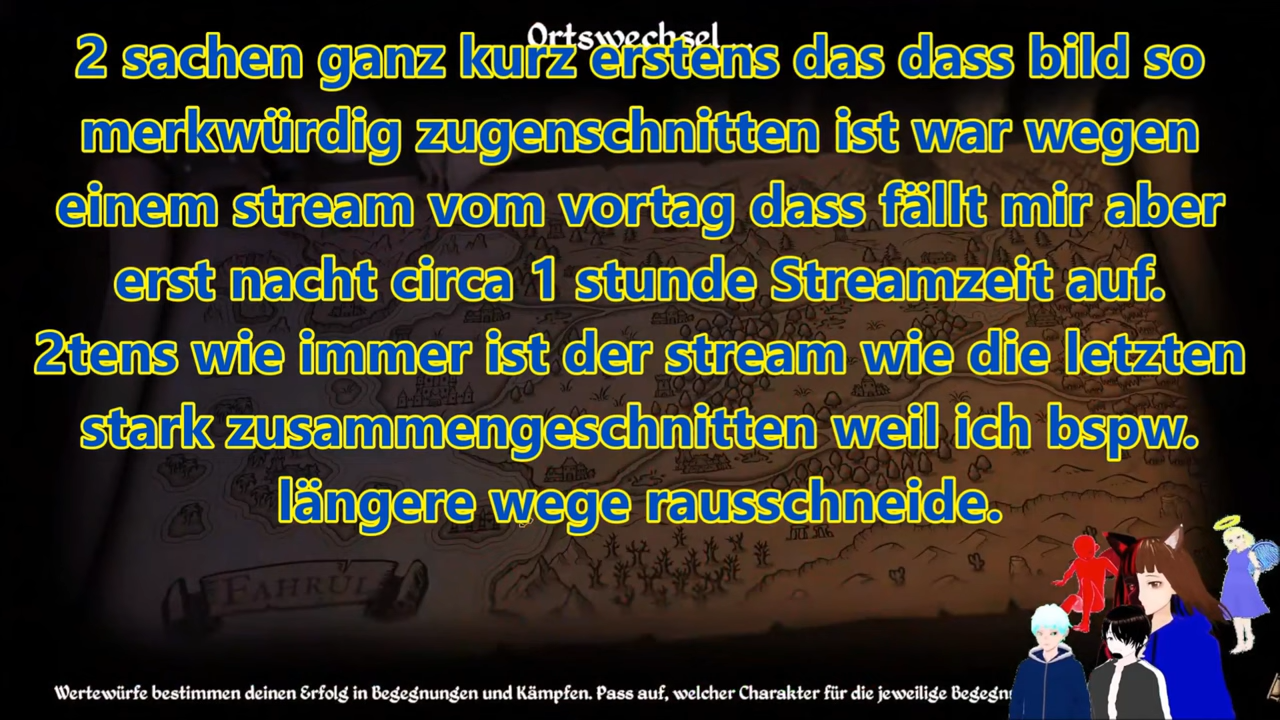 Ortswechsel ...
2 sachen ganz kurz erstens das dass bild so
merkwürdig zugenschnitten ist war wegen
einem stream vom vortag dass fällt mir aber
erst nacht circa 1 stunde Streamzeit auf.
2tens wie immer ist der stream wie die letzten
stark zusammengeschnitten weil ich bspw.
längere wege rausschneide.
FAHRUL
Wertewürfe bestimmen deinen Erfolg in Begegnungen und Kämpfen. Pass auf, welcher Charakter für die jeweilige